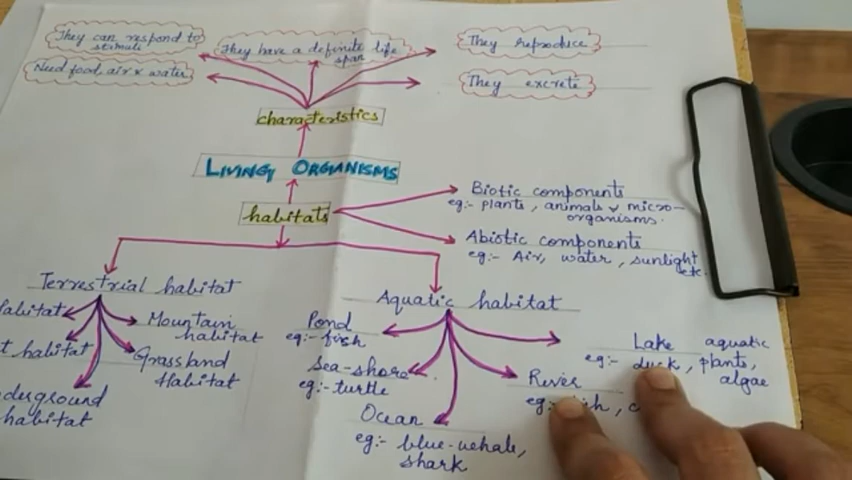 They can respond to
stimuli
They have a definite life
span
They reproduce
Need food, air & water
They excrete
characteristics
LIVING ORGANISMS
habitats
Biotic components
eg:- plants, animals & micro-
organisms.
Abiotic components
eg:- Air, water, sunlight
etc.
Terrestrial habitat
habitat
Mountain
habitat
habitat
Grassland
Habitat
habitat
Aquatic habitat
Pond
eg:- fish
Sea-shore
eg:- turtle
Ocean
eg:- blue-whale,
shark
River
eg:-
Lake aquatic
eg:- duck, plants,
algae